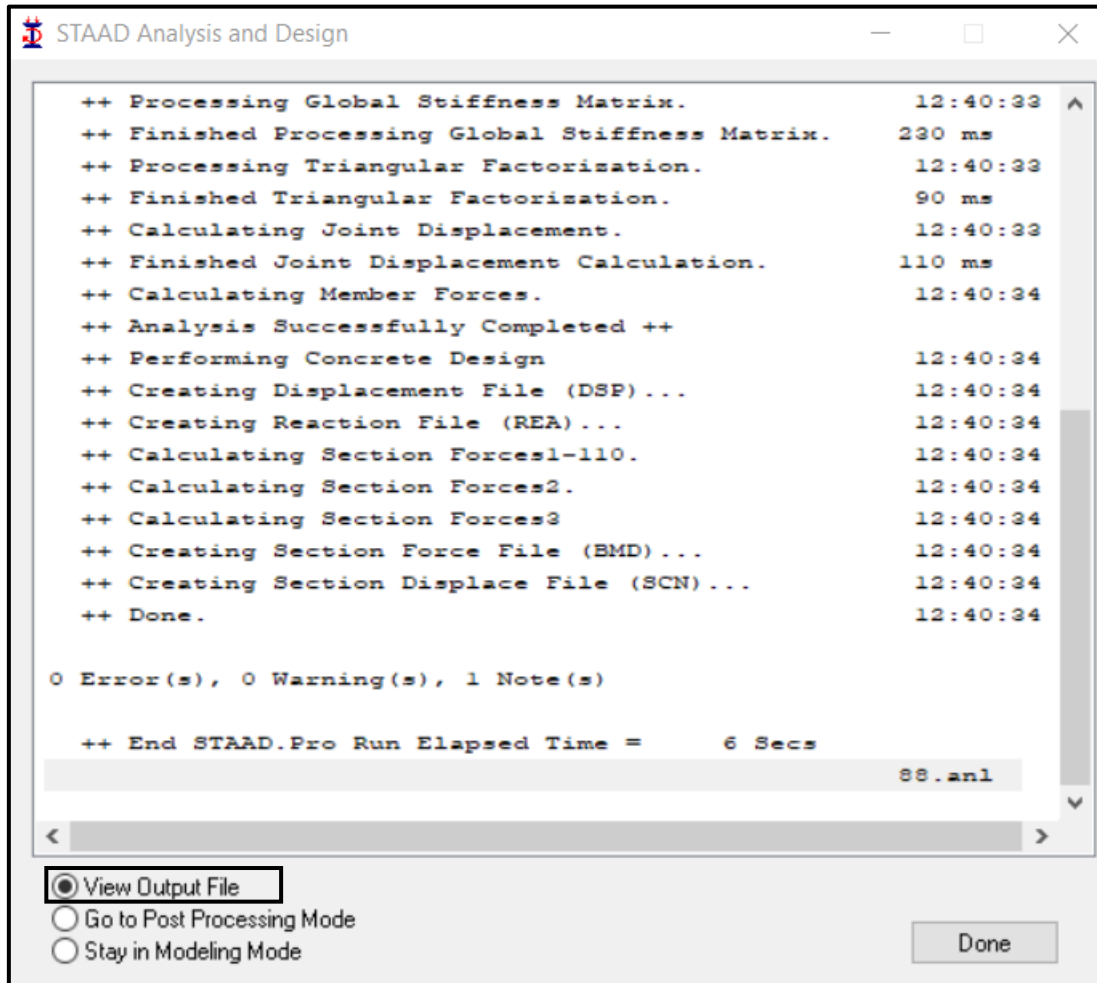 STAAD Analysis and Design
++ Processing Global Stiffness Matrix. 12:40:33
++ Finished Processing Global Stiffness Matrix. 230 ms
++ Processing Triangular Factorization. 12:40:33
++ Finished Triangular Factorization. 90 ms
++ Calculating Joint Displacement. 12:40:33
++ Finished Joint Displacement Calculation. 110 ms
++ Calculating Member Forces. 12:40:34
++ Analysis Successfully Completed ++
++ Performing Concrete Design 12:40:34
++ Creating Displacement File (DSP)... 12:40:34
++ Creating Reaction File (REA)... 12:40:34
++ Calculating Section Forces1-110. 12:40:34
++ Calculating Section Forces2. 12:40:34
++ Calculating Section Forces3 12:40:34
++ Creating Section Force File (BMD)... 12:40:34
++ Creating Section Displace File (SCN)... 12:40:34
++ Done. 12:40:34
0 Error(s), 0 Warning(s), 1 Note(s)
++ End STAAD.Pro Run Elapsed Time = 6 Secs
88.anl
View Output File
Go to Post Processing Mode
Stay in Modeling Mode
Done